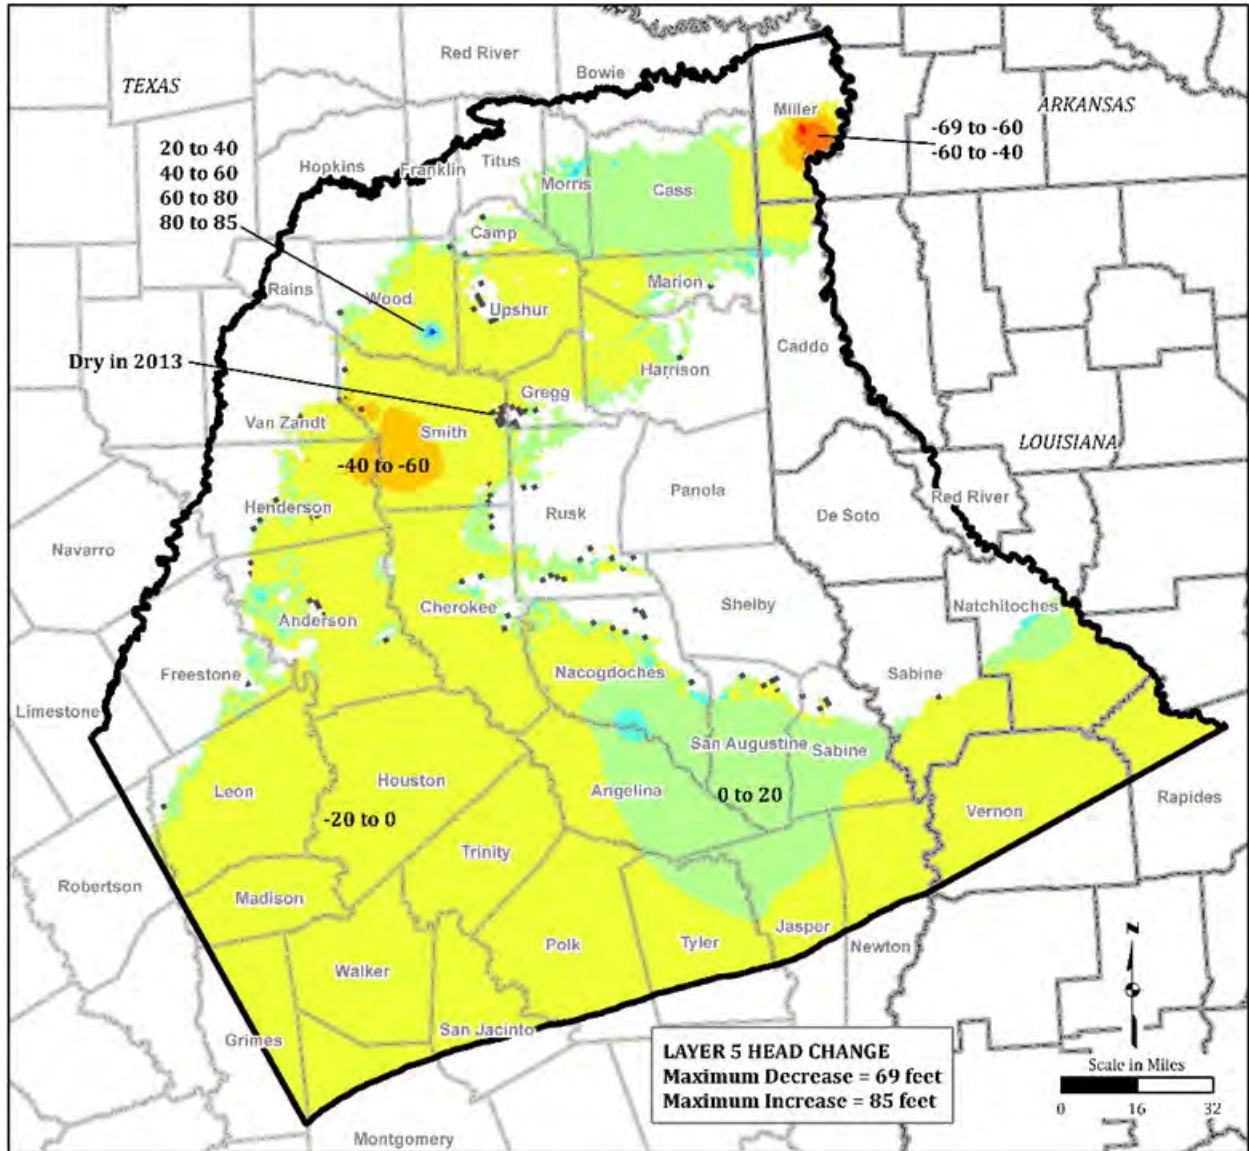 Red River
Bowie
TEXAS
ARKANSAS
Miller
-69 to -60
-60 to -40
20 to 40
40 to 60
60 to 80
80 to 85
Hopkins
Franklin
Titus
Morris
Cass
Camp
Marion
Rains
Wood
Upshur
Caddo
Dry in 2013
Harrison
Gregg
Van Zandt
Smith
LOUISIANA
-40 to -60
Panola
Red River
Henderson
Rusk
De Soto
Navarro
Cherokee
Shelby
Natchitoches
Anderson
Freestone
Nacogdoches
Sabine
Limestone
San Augustine
Sabine
Leon
Houston
Angelina
0 to 20
-20 to 0
Vernon
Rapides
Trinity
Robertson
Madison
Jasper
Polk
Tyler
Newton
Walker
San Jacinto
Grimes
Montgomery
LAYER 5 HEAD CHANGE
Maximum Decrease = 69 feet
Maximum Increase = 85 feet
N
Scale in Miles
0 16 32